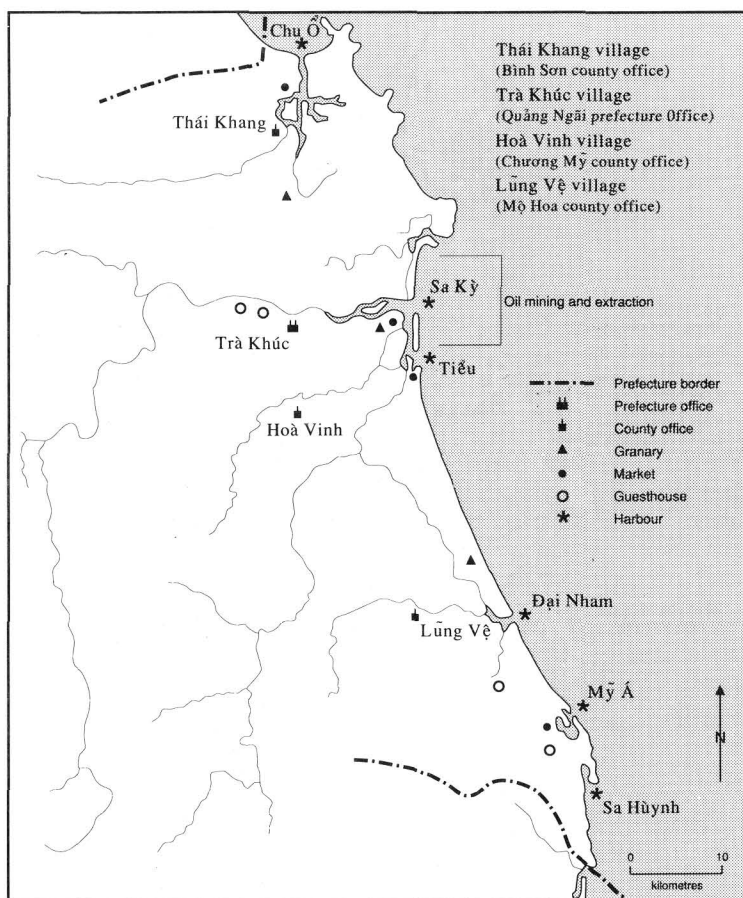 Chu Ổ
Thái Khang village
(Bình Sơn county office)
Trà Khúc village
(Quảng Ngãi prefecture Office)
Hoà Vinh village
(Chương Mỹ county office)
Lũng Vệ village
(Mộ Hoa county office)
Thái Khang
Sa Kỳ
Oil mining and extraction
Trà Khúc
Tiểu
Hoà Vinh
Prefecture border
Prefecture office
County office
Granary
Market
Guesthouse
Harbour
Đại Nham
Lũng Vệ
Mỹ Á
N
Sa Hùynh
0 10
kilometres